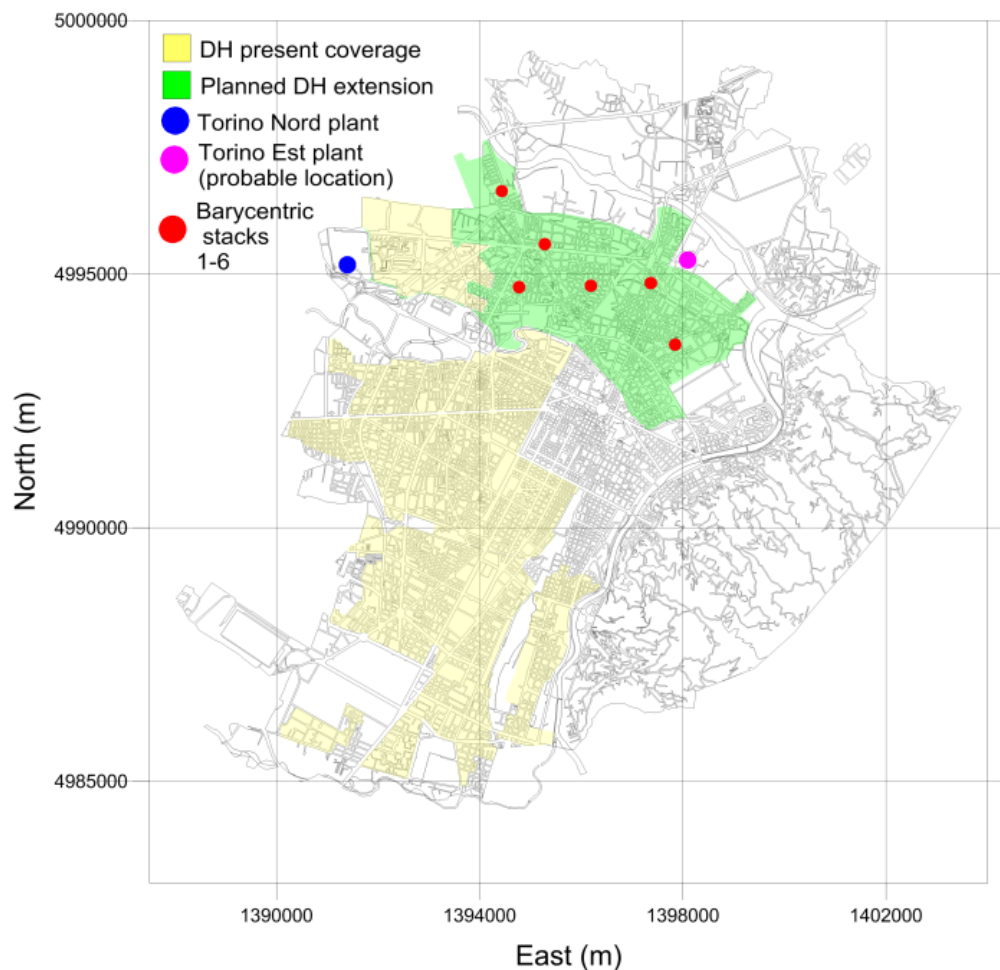 5000000
DH present coverage
Planned DH extension
Torino Nord plant
Torino Est plant
(probable location)
Barycentric
stacks
1-6
4995000
4990000
4985000
North (m)
1390000 1394000 1398000 1402000
East (m)